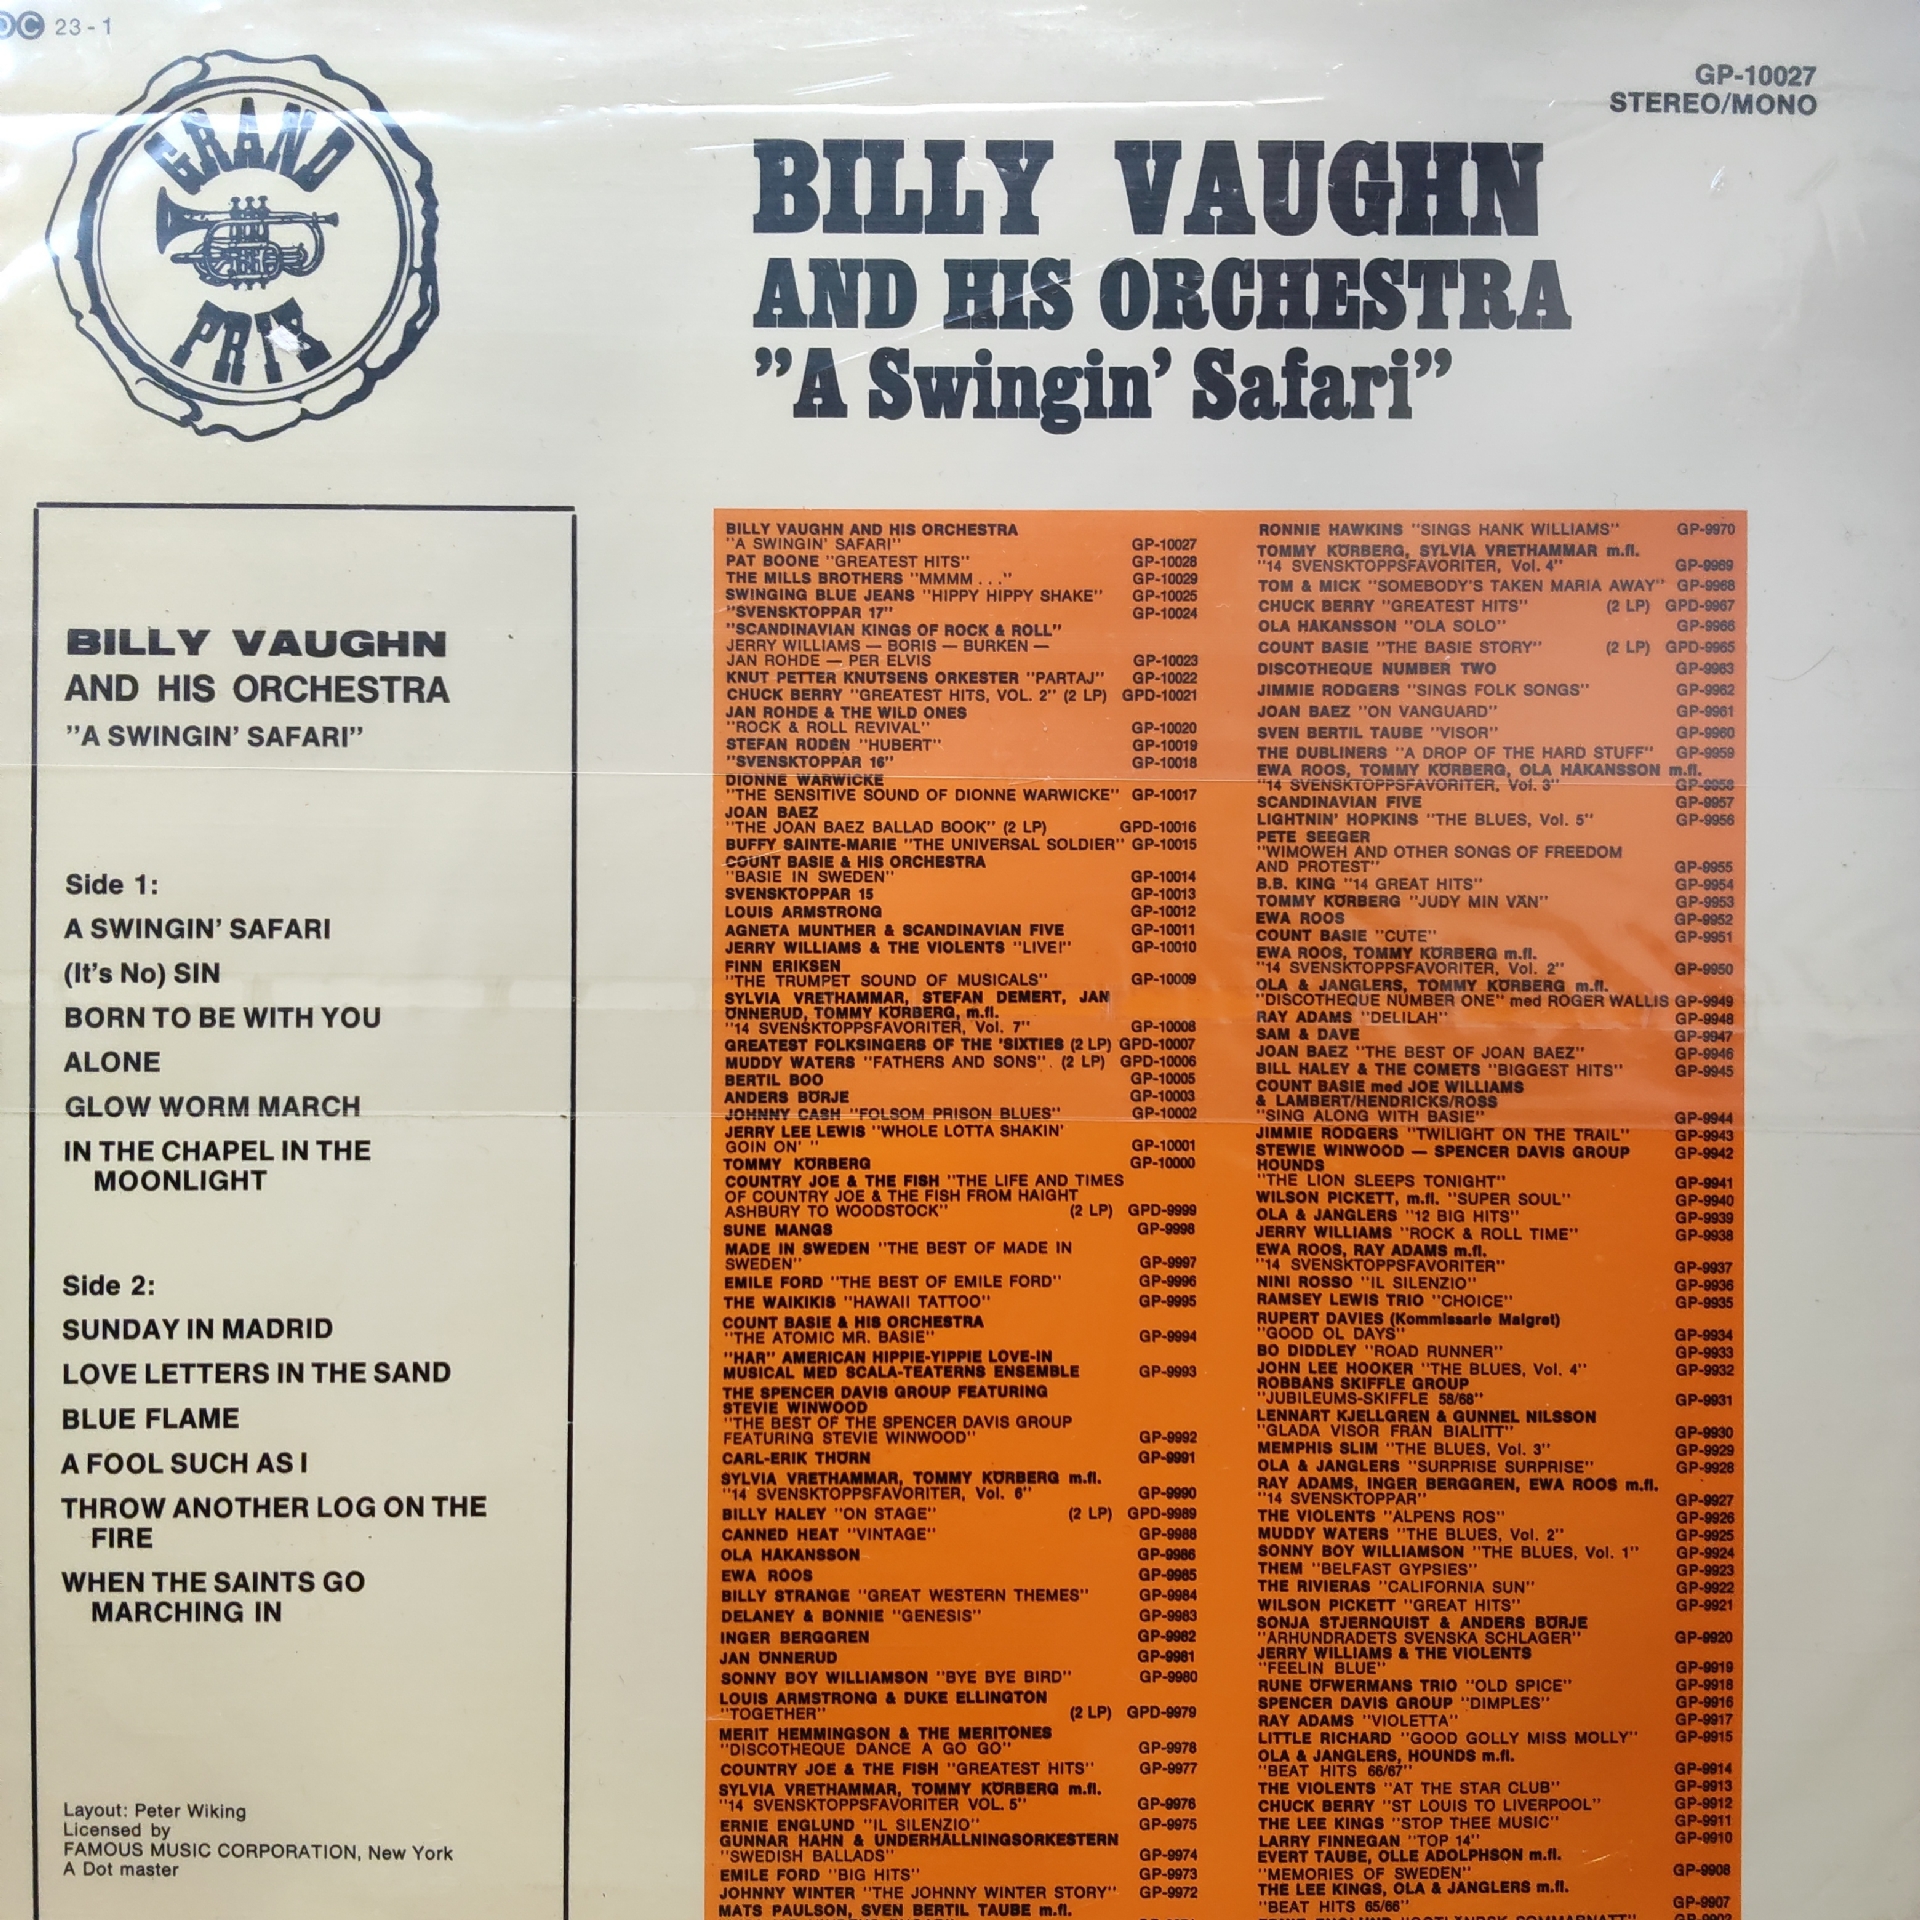 23-1
GRAND
PRIX
GP-10027
STEREO/MONO
BILLY VAUGHN
AND HIS ORCHESTRA
”A Swingin’ Safari”
BILLY VAUGHN
AND HIS ORCHESTRA
”A SWINGIN’ SAFARI”
Side 1:
A SWINGIN’ SAFARI
(It’s No) SIN
BORN TO BE WITH YOU
ALONE
GLOW WORM MARCH
IN THE CHAPEL IN THE
MOONLIGHT
Side 2:
SUNDAY IN MADRID
LOVE LETTERS IN THE SAND
BLUE FLAME
A FOOL SUCH AS I
THROW ANOTHER LOG ON THE
FIRE
WHEN THE SAINTS GO
MARCHING IN
Layout: Peter Wiking
Licensed by
FAMOUS MUSIC CORPORATION, New York
A Dot master
BILLY VAUGHN AND HIS ORCHESTRA
"A SWINGIN' SAFARI" GP-10027
PAT BOONE "GREATEST HITS" GP-10028
THE MILLS BROTHERS "MMMM . . ." GP-10029
SWINGING BLUE JEANS "HIPPY HIPPY SHAKE" GP-10025
"SVENSKTOPPAR 17" GP-10024
"SCANDINAVIAN KINGS OF ROCK & ROLL"
JERRY WILLIAMS — BORIS — BURKEN —
JAN ROHDE — PER ELVIS GP-10023
KNUT PETTER KNUTSENS ORKESTER "PARTAJ" GP-10022
CHUCK BERRY "GREATEST HITS, VOL. 2" (2 LP) GPD-10021
JAN ROHDE & THE WILD ONES
"ROCK & ROLL REVIVAL" GP-10020
STEFAN RÜDÉN "HUBERT" GP-10019
"SVENSKTOPPAR 16" GP-10018
DIONNE WARWICKE
"THE SENSITIVE SOUND OF DIONNE WARWICKE" GP-10017
JOAN BAEZ
"THE JOAN BAEZ BALLAD BOOK" (2 LP) GPD-10016
BUFFY SAINTE-MARIE "THE UNIVERSAL SOLDIER" GP-10015
COUNT BASIE & HIS ORCHESTRA
"BASIE IN SWEDEN" GP-10014
SVENSKTOPPAR 15 GP-10013
LOUIS ARMSTRONG GP-10012
AGNETA MUNTHER & SCANDINAVIAN FIVE GP-10011
JERRY WILLIAMS & THE VIOLENTS "LIVE!" GP-10010
FINN ERIKSEN
"THE TRUMPET SOUND OF MUSICALS" GP-10009
SYLVIA VRETHAMMAR, STEFAN DEMERT, JAN
ÖNNERUD, TOMMY KÖRBERG, m.fl.
"14 SVENSKTOPPSFAVORITER, Vol. 7" GP-10008
GREATEST FOLKSINGERS OF THE 'SIXTIES (2 LP) GPD-10007
MUDDY WATERS "FATHERS AND SONS". (2 LP) GPD-10006
BERTIL BOO GP-10005
ANDERS BÖRJE GP-10003
JOHNNY CASH "FOLSOM PRISON BLUES" GP-10002
JERRY LEE LEWIS "WHOLE LOTTA SHAKIN'
GOIN ON' " GP-10001
TOMMY KÖRBERG GP-10000
COUNTRY JOE & THE FISH "THE LIFE AND TIMES
OF COUNTRY JOE & THE FISH FROM HAIGHT
ASHBURY TO WOODSTOCK" (2 LP) GPD-9999
SUNE MANGS GP-9998
MADE IN SWEDEN "THE BEST OF MADE IN
SWEDEN" GP-9997
EMILE FORD "THE BEST OF EMILE FORD" GP-9996
THE WAIKIKIS "HAWAII TATTOO" GP-9995
COUNT BASIE & HIS ORCHESTRA
"THE ATOMIC MR. BASIE" GP-9994
"HAR" AMERICAN HIPPIE-YIPPIE LOVE-IN
MUSICAL MED SCALA-TEATERNS ENSEMBLE GP-9993
THE SPENCER DAVIS GROUP FEATURING
STEVIE WINWOOD
"THE BEST OF THE SPENCER DAVIS GROUP
FEATURING STEVIE WINWOOD" GP-9992
CARL-ERIK THÖRN GP-9991
SYLVIA VRETHAMMAR, TOMMY KÖRBERG m.fl.
"14 SVENSKTOPPSFAVORITER, Vol. 6" GP-9990
BILLY HALEY "ON STAGE" (2 LP) GPD-9989
CANNED HEAT "VINTAGE" GP-9988
OLA HÅKANSSON GP-9986
EWA ROOS GP-9985
BILLY STRANGE "GREAT WESTERN THEMES" GP-9984
DELANEY & BONNIE "GENESIS" GP-9983
INGER BERGGREN GP-9982
JAN ÖNNERUD GP-9981
SONNY BOY WILLIAMSON "BYE BYE BIRD" GP-9980
LOUIS ARMSTRONG & DUKE ELLINGTON
"TOGETHER" (2 LP) GPD-9979
MERIT HEMMINGSON & THE MERITONES
"DISCOTHEQUE DANCE A GO GO" GP-9978
COUNTRY JOE & THE FISH "GREATEST HITS" GP-9977
SYLVIA VRETHAMMAR, TOMMY KÖRBERG m.fl.
"14 SVENSKTOPPSFAVORITER VOL. 5" GP-9976
ERNIE ENGLUND "IL SILENZIO" GP-9975
GUNNAR HAHN & UNDERHÅLLNINGSORKESTERN
"SWEDISH BALLADS" GP-9974
EMILE FORD "BIG HITS" GP-9973
JOHNNY WINTER "THE JOHNNY WINTER STORY" GP-9972
MATS PAULSON, SVEN BERTIL TAUBE m.fl.
RONNIE HAWKINS "SINGS HANK WILLIAMS" GP-9970
TOMMY KÖRBERG, SYLVIA VRETHAMMAR m.fl.
"14 SVENSKTOPPSFAVORITER, Vol. 4" GP-9969
TOM & MICK "SOMEBODY'S TAKEN MARIA AWAY" GP-9968
CHUCK BERRY "GREATEST HITS" (2 LP) GPD-9967
OLA HÅKANSSON "OLA SOLO" GP-9966
COUNT BASIE "THE BASIE STORY" (2 LP) GPD-9965
DISCOTHEQUE NUMBER TWO GP-9963
JIMMIE RODGERS "SINGS FOLK SONGS" GP-9962
JOAN BAEZ "ON VANGUARD" GP-9961
SVEN BERTIL TAUBE "VISOR" GP-9960
THE DUBLINERS "A DROP OF THE HARD STUFF" GP-9959
EWA ROOS, TOMMY KÖRBERG, OLA HÅKANSSON m.fl.
"14 SVENSKTOPPSFAVORITER, Vol. 3" GP-9958
SCANDINAVIAN FIVE GP-9957
LIGHTNIN' HOPKINS "THE BLUES, Vol. 5" GP-9956
PETE SEEGER
"WIMOWEH AND OTHER SONGS OF FREEDOM
AND PROTEST" GP-9955
B.B. KING "14 GREAT HITS" GP-9954
TOMMY KÖRBERG "JUDY MIN VÄN" GP-9953
EWA ROOS GP-9952
COUNT BASIE "CUTE" GP-9951
EWA ROOS, TOMMY KÖRBERG m.fl.
"14 SVENSKTOPPSFAVORITER, Vol. 2" GP-9950
OLA & JANGLERS, TOMMY KÖRBERG m.fl.
"DISCOTHEQUE NUMBER ONE" med ROGER WALLIS GP-9949
RAY ADAMS "DELILAH" GP-9948
SAM & DAVE GP-9947
JOAN BAEZ "THE BEST OF JOAN BAEZ" GP-9946
BILL HALEY & THE COMETS "BIGGEST HITS" GP-9945
COUNT BASIE med JOE WILLIAMS
& LAMBERT/HENDRICKS/ROSS
"SING ALONG WITH BASIE" GP-9944
JIMMIE RODGERS "TWILIGHT ON THE TRAIL" GP-9943
STEWIE WINWOOD — SPENCER DAVIS GROUP GP-9942
HOUNDS
"THE LION SLEEPS TONIGHT" GP-9941
WILSON PICKETT, m.fl. "SUPER SOUL" GP-9940
OLA & JANGLERS "12 BIG HITS" GP-9939
JERRY WILLIAMS "ROCK & ROLL TIME" GP-9938
EWA ROOS, RAY ADAMS m.fl.
"14 SVENSKTOPPSFAVORITER" GP-9937
NINI ROSSO "IL SILENZIO" GP-9936
RAMSEY LEWIS TRIO "CHOICE" GP-9935
RUPERT DAVIES (Kommissarie Maigret)
"GOOD OL DAYS" GP-9934
BO DIDDLEY "ROAD RUNNER" GP-9933
JOHN LEE HOOKER "THE BLUES, Vol. 4" GP-9932
ROBBANS SKIFFLE GROUP
"JUBILEUMS-SKIFFLE 58/68" GP-9931
LENNART KJELLGREN & GUNNEL NILSSON
"GLADA VISOR FRÅN BIALITT" GP-9930
MEMPHIS SLIM "THE BLUES, Vol. 3" GP-9929
OLA & JANGLERS "SURPRISE SURPRISE" GP-9928
RAY ADAMS, INGER BERGGREN, EWA ROOS m.fl.
"14 SVENSKTOPPAR" GP-9927
THE VIOLENTS "ALPENS ROS" GP-9926
MUDDY WATERS "THE BLUES, Vol. 2" GP-9925
SONNY BOY WILLIAMSON "THE BLUES, Vol. 1" GP-9924
THEM "BELFAST GYPSIES" GP-9923
THE RIVIERAS "CALIFORNIA SUN" GP-9922
WILSON PICKETT "GREAT HITS" GP-9921
SONJA STJERNQUIST & ANDERS BÖRJE
"ÅRHUNDRADETS SVENSKA SCHLAGER" GP-9920
JERRY WILLIAMS & THE VIOLENTS
"FEELIN BLUE" GP-9919
RUNE ÖFWERMANS TRIO "OLD SPICE" GP-9918
SPENCER DAVIS GROUP "DIMPLES" GP-9916
RAY ADAMS "VIOLETTA" GP-9917
LITTLE RICHARD "GOOD GOLLY MISS MOLLY" GP-9915
OLA & JANGLERS, HOUNDS m.fl.
"BEAT HITS 66/67" GP-9914
THE VIOLENTS "AT THE STAR CLUB" GP-9913
CHUCK BERRY "ST LOUIS TO LIVERPOOL" GP-9912
THE LEE KINGS "STOP THEE MUSIC" GP-9911
LARRY FINNEGAN "TOP 14" GP-9910
EVERT TAUBE, OLLE ADOLPHSON m.fl.
"MEMORIES OF SWEDEN" GP-9908
THE LEE KINGS, OLA & JANGLERS m.fl.
"BEAT HITS 65/66" GP-9907